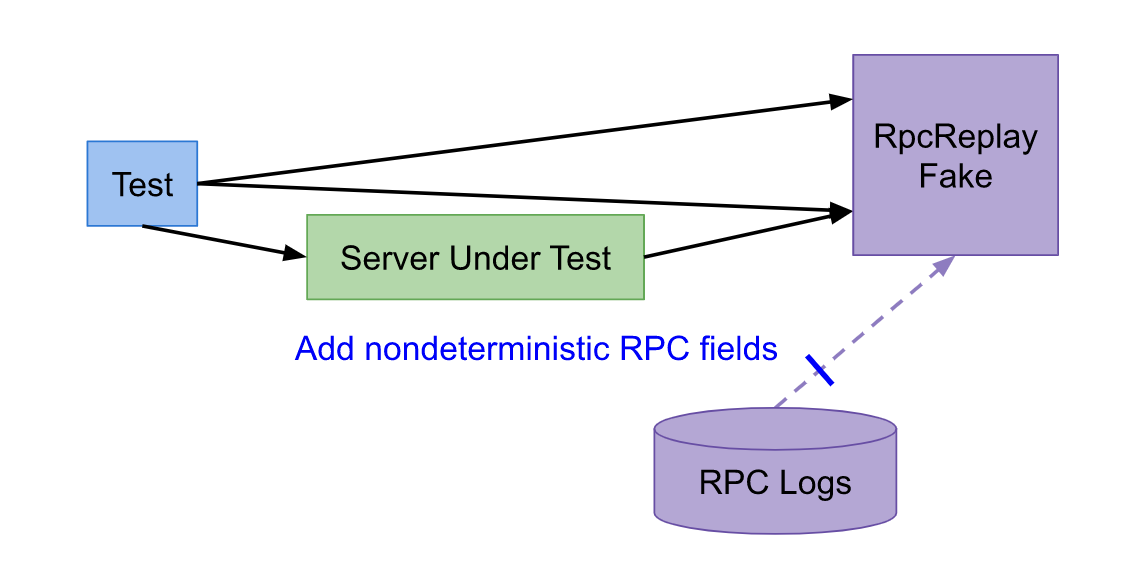 RpcReplay
Fake
Test
Server Under Test
Add nondeterministic RPC fields
RPC Logs